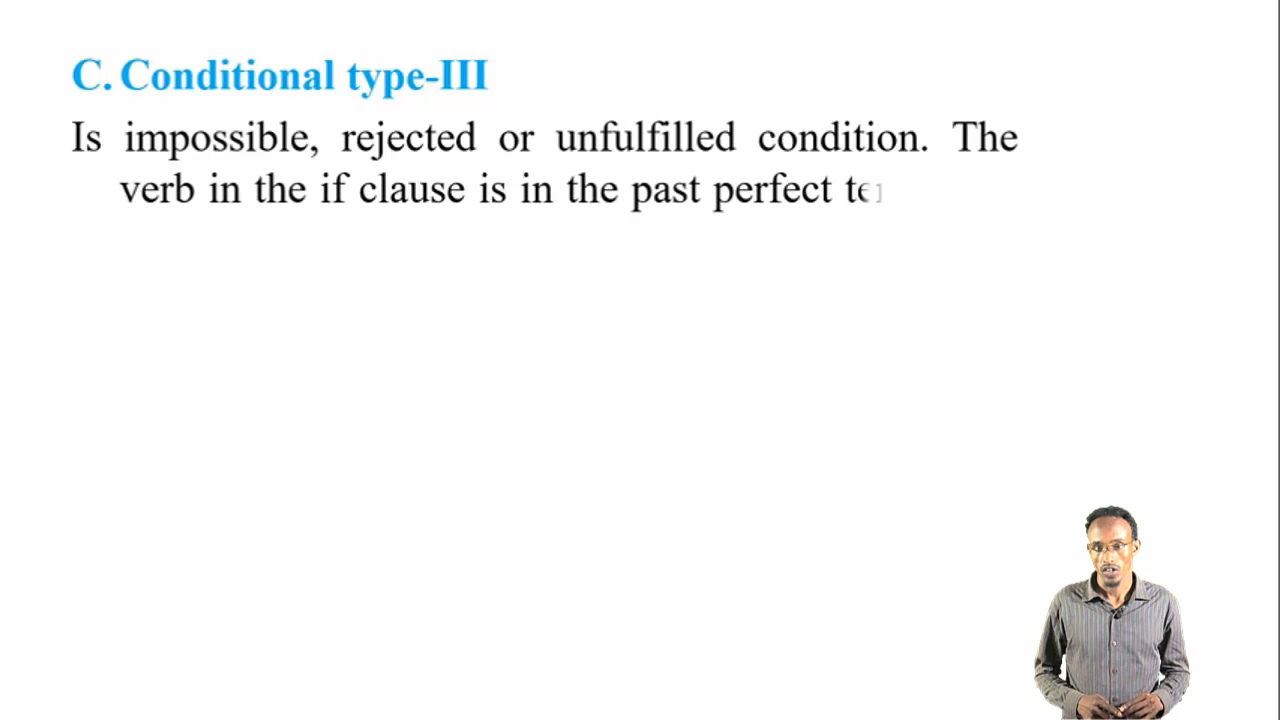 C. Conditional type-III
Is impossible, rejected or unfulfilled condition. The
verb in the if clause is in the past perfect